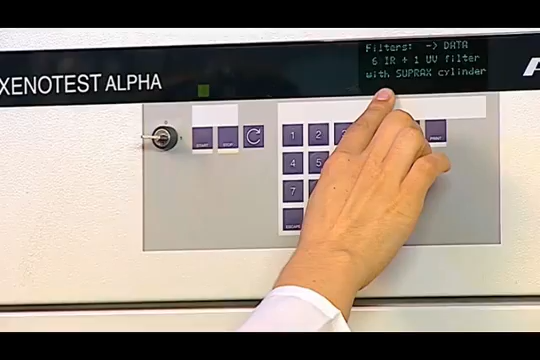 Filters: -> DATA
6 IR + 1 UV filter
with SUPRAX cylinder
XENOTEST ALPHA
A
START
STOP
1
2
3
PRINT
4
5
7
ESCAPE